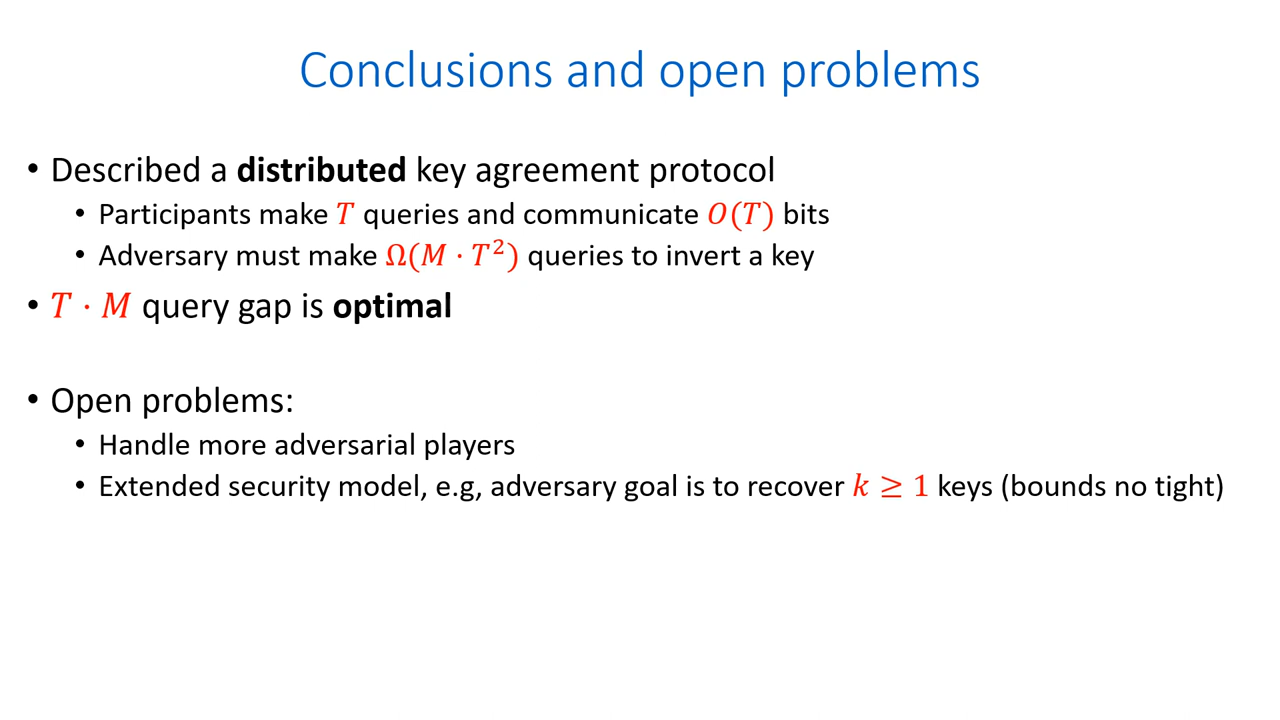 Conclusions and open problems
• Described a distributed key agreement protocol
• Participants make T queries and communicate O(T) bits
• Adversary must make Ω(M · T²) queries to invert a key
• T · M query gap is optimal
• Open problems:
• Handle more adversarial players
• Extended security model, e.g, adversary goal is to recover k ≥ 1 keys (bounds no tight)